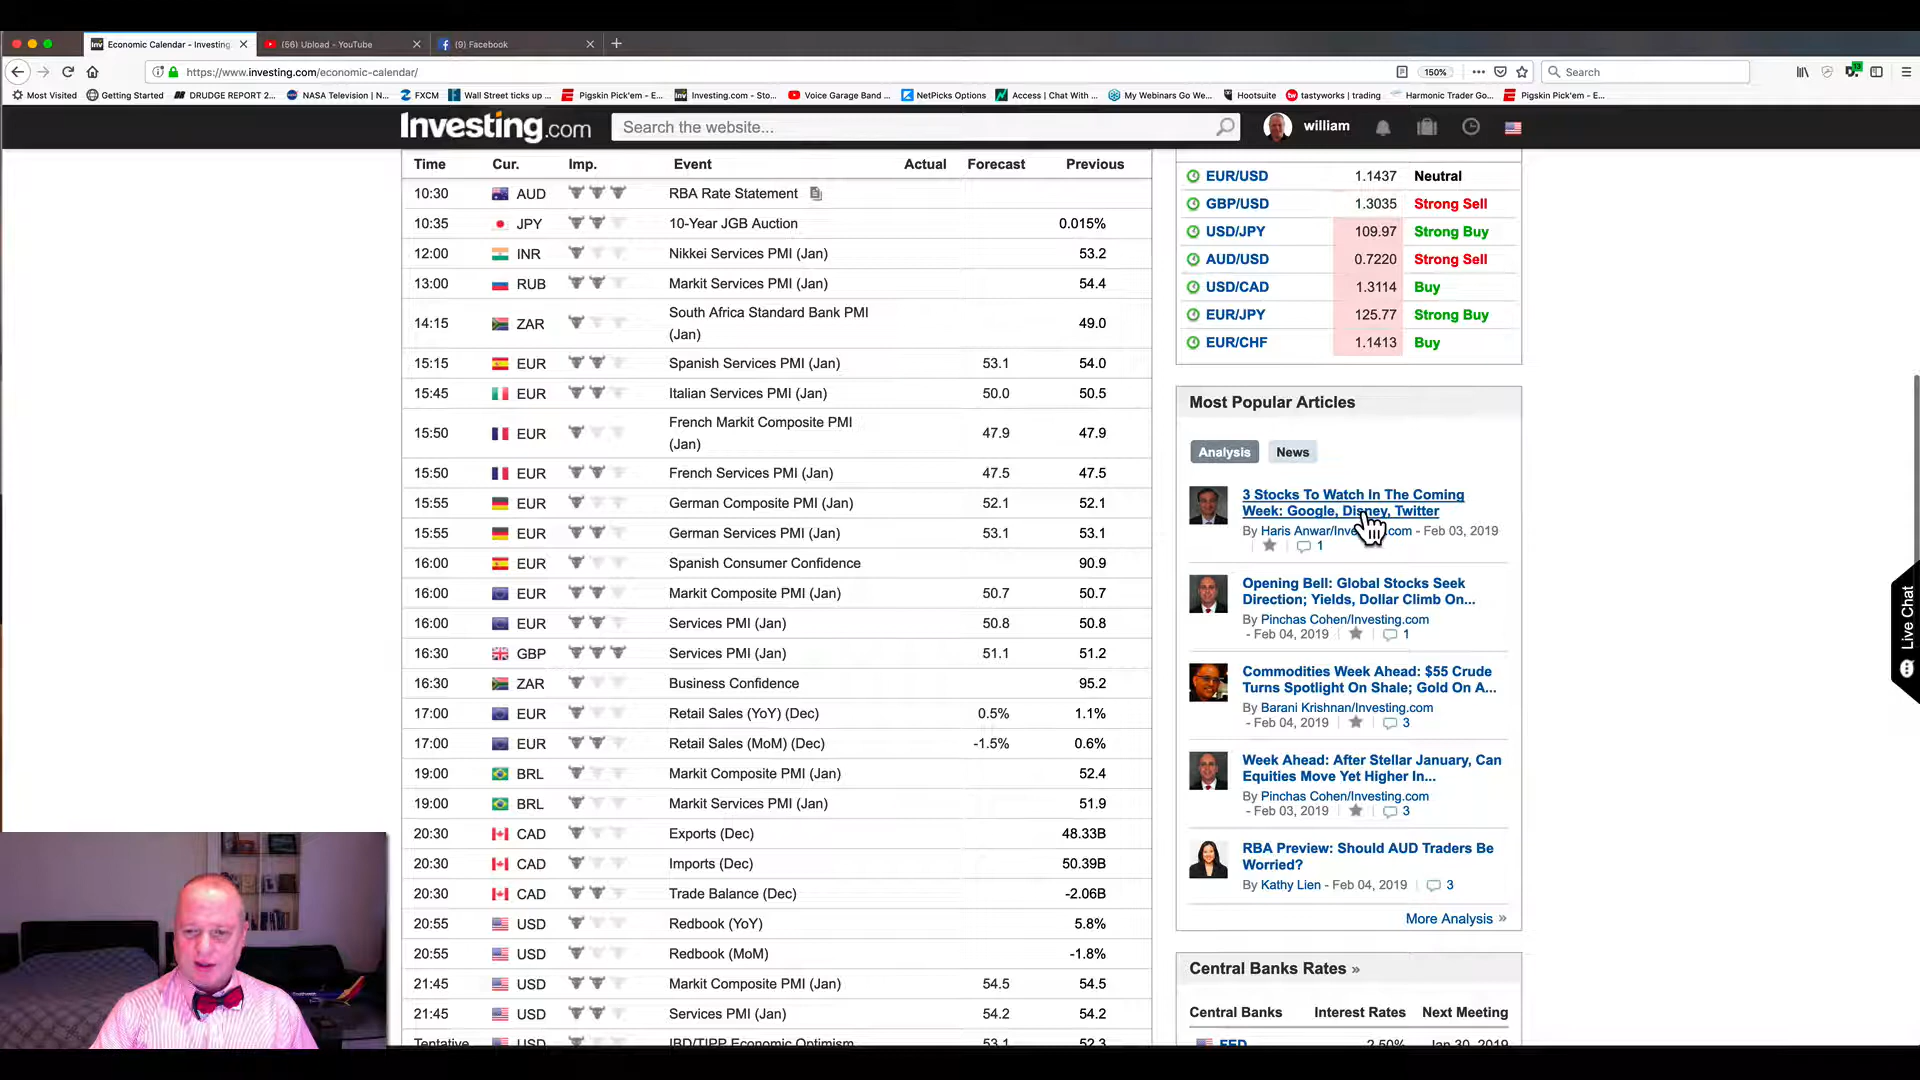 Economic Calendar - Investing.
(56) Upload - YouTube
(9) Facebook
https://www.investing.com/economic-calendar/
150%
Search
Most Visited
Getting Started
DRUDGE REPORT 2...
NASA Television | N...
FXCM
Wall Street ticks up ...
Pigskin Pick'em - E...
Investing.com - Sto...
Voice Garage Band ...
NetPicks Options
Access | Chat With ...
My Webinars Go We...
Hootsuite
tastyworks | trading
Harmonic Trader Go...
Pigskin Pick'em - E...
Investing.com
Search the website...
william
Time Cur. Imp. Event Actual Forecast Previous
10:30 AUD RBA Rate Statement
10:35 JPY 10-Year JGB Auction 0.015%
12:00 INR Nikkei Services PMI (Jan) 53.2
13:00 RUB Markit Services PMI (Jan) 54.4
14:15 ZAR South Africa Standard Bank PMI
(Jan) 49.0
15:15 EUR Spanish Services PMI (Jan) 53.1 54.0
15:45 EUR Italian Services PMI (Jan) 50.0 50.5
15:50 EUR French Markit Composite PMI
(Jan) 47.9 47.9
15:50 EUR French Services PMI (Jan) 47.5 47.5
15:55 EUR German Composite PMI (Jan) 52.1 52.1
15:55 EUR German Services PMI (Jan) 53.1 53.1
16:00 EUR Spanish Consumer Confidence 90.9
16:00 EUR Markit Composite PMI (Jan) 50.7 50.7
16:00 EUR Services PMI (Jan) 50.8 50.8
16:30 GBP Services PMI (Jan) 51.1 51.2
16:30 ZAR Business Confidence 95.2
17:00 EUR Retail Sales (YoY) (Dec) 0.5% 1.1%
17:00 EUR Retail Sales (MoM) (Dec) -1.5% 0.6%
19:00 BRL Markit Composite PMI (Jan) 52.4
19:00 BRL Markit Services PMI (Jan) 51.9
20:30 CAD Exports (Dec) 48.33B
20:30 CAD Imports (Dec) 50.39B
20:30 CAD Trade Balance (Dec) -2.06B
20:55 USD Redbook (YoY) 5.8%
20:55 USD Redbook (MoM) -1.8%
21:45 USD Markit Composite PMI (Jan) 54.5 54.5
21:45 USD Services PMI (Jan) 54.2 54.2
Tentative USD IBD/TIPP Economic Optimism 53.1 52.3
EUR/USD 1.1437 Neutral
GBP/USD 1.3035 Strong Sell
USD/JPY 109.97 Strong Buy
AUD/USD 0.7220 Strong Sell
USD/CAD 1.3114 Buy
EUR/JPY 125.77 Strong Buy
EUR/CHF 1.1413 Buy
Most Popular Articles
Analysis News
3 Stocks To Watch In The Coming
Week: Google, Disney, Twitter
By Haris Anwar/Inve com - Feb 03, 2019
1
Opening Bell: Global Stocks Seek
Direction; Yields, Dollar Climb On...
By Pinchas Cohen/Investing.com
- Feb 04, 2019 1
Commodities Week Ahead: $55 Crude
Turns Spotlight On Shale; Gold On A...
By Barani Krishnan/Investing.com
- Feb 04, 2019 3
Week Ahead: After Stellar January, Can
Equities Move Yet Higher In...
By Pinchas Cohen/Investing.com
- Feb 03, 2019 3
RBA Preview: Should AUD Traders Be
Worried?
By Kathy Lien - Feb 04, 2019 3
More Analysis »
Central Banks Rates »
Central Banks Interest Rates Next Meeting
FED 2.50% Jan 30, 2019
Live Chat